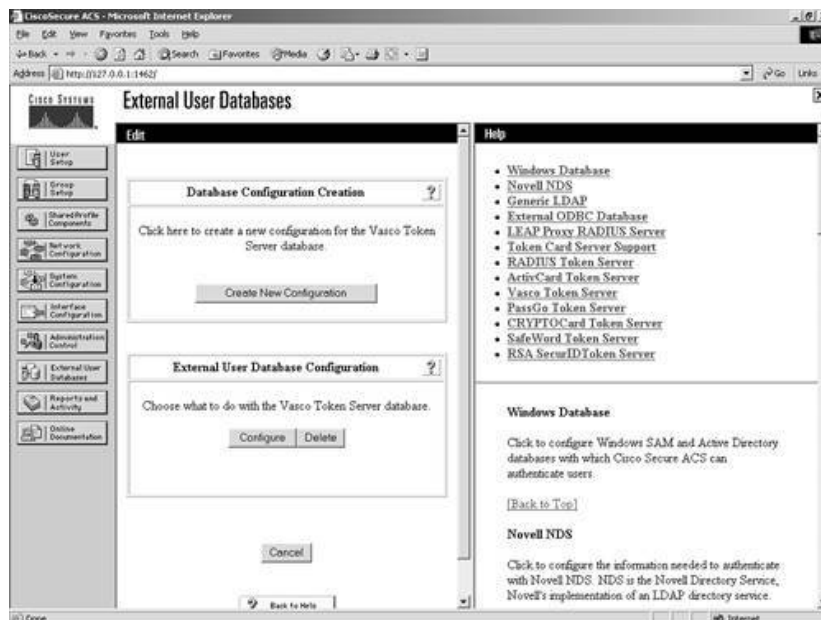 CiscoSecure ACS - Microsoft Internet Explorer
File Edit View Favorites Tools Help
Back Search Favorites Media
Address http://127.0.0.1:1462/ Go Links
Cisco Systems
External User Databases
User Setup
Group Setup
Shared Profile Components
Network Configuration
System Configuration
Interface Configuration
Administration Control
External User Databases
Reports and Activity
Online Documentation
Edit
Database Configuration Creation ?
Click here to create a new configuration for the Vasco Token
Server database.
Create New Configuration
External User Database Configuration ?
Choose what to do with the Vasco Token Server database.
Configure Delete
Cancel
? Back to Help
Help
• Windows Database
• Novell NDS
• Generic LDAP
• External ODBC Database
• LEAP Proxy RADIUS Server
• Token Card Server Support
• RADIUS Token Server
• ActivCard Token Server
• Vasco Token Server
• PassGo Token Server
• CRYPTOCard Token Server
• SafeWord Token Server
• RSA SecurIDToken Server
Windows Database
Click to configure Windows SAM and Active Directory
databases with which Cisco Secure ACS can
authenticate users.
[Back to Top]
Novell NDS
Click to configure the information needed to authenticate
with Novell NDS. NDS is the Novell Directory Service,
Novell's implementation of an LDAP directory service.
Done Internet